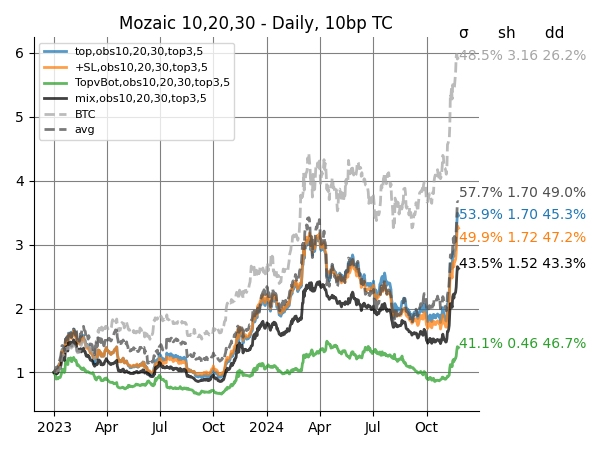 Mozaic 10,20,30 - Daily, 10bp TC
σ sh dd
top,obs10,20,30,top3,5
+SL,obs10,20,30,top3,5
TopvBot,obs10,20,30,top3,5
mix,obs10,20,30,top3,5
BTC
avg
48.5% 3.16 26.2%
57.7% 1.70 49.0%
53.9% 1.70 45.3%
49.9% 1.72 47.2%
43.5% 1.52 43.3%
41.1% 0.46 46.7%
6
5
4
3
2
1
2023 Apr Jul Oct 2024 Apr Jul Oct